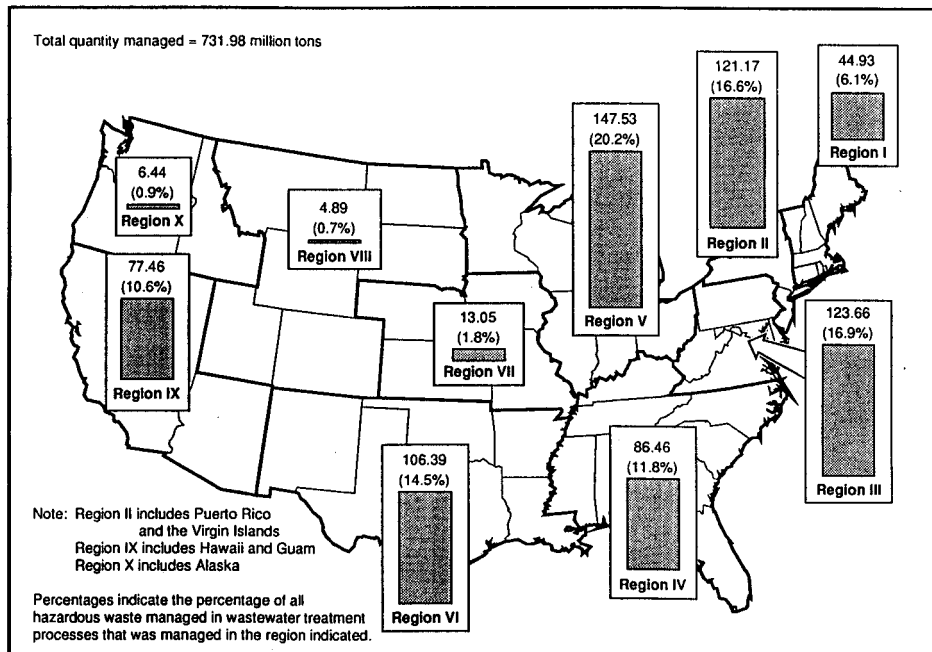 Total quantity managed = 731.98 million tons
44.93
(6.1%)
Region I
121.17
(16.6%)
Region II
147.53
(20.2%)
Region V
6.44
(0.9%)
Region X
4.89
(0.7%)
Region VIII
77.46
(10.6%)
Region IX
13.05
(1.8%)
Region VII
123.66
(16.9%)
Region III
106.39
(14.5%)
Region VI
86.46
(11.8%)
Region IV
Note: Region II includes Puerto Rico
and the Virgin Islands
Region IX includes Hawaii and Guam
Region X includes Alaska
Percentages indicate the percentage of all
hazardous waste managed in wastewater treatment
processes that was managed in the region indicated.